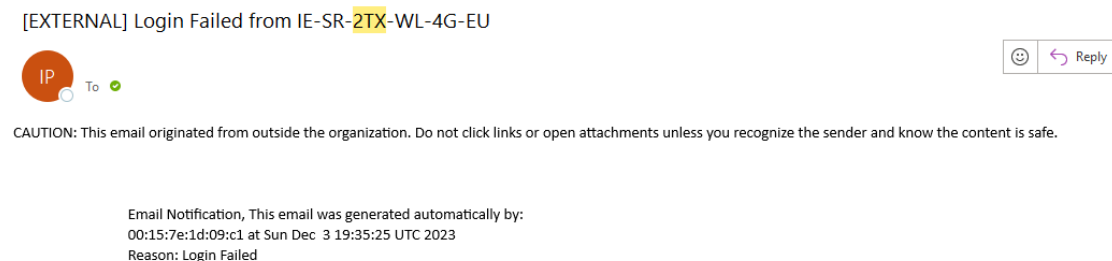 [EXTERNAL] Login Failed from IE-SR-2TX-WL-4G-EU
IP
To
Reply
CAUTION: This email originated from outside the organization. Do not click links or open attachments unless you recognize the sender and know the content is safe.
Email Notification, This email was generated automatically by:
00:15:7e:1d:09:c1 at Sun Dec  3 19:35:25 UTC 2023
Reason: Login Failed